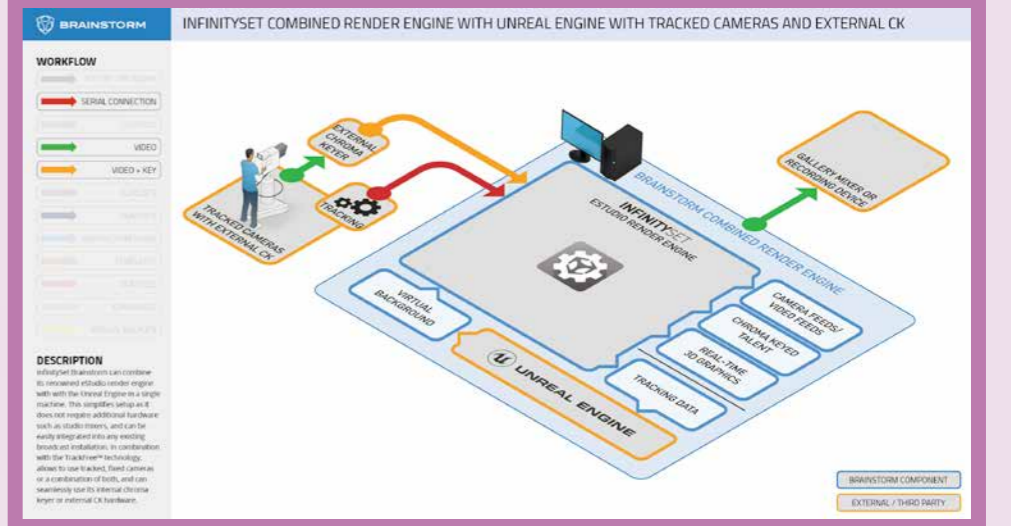 BRAINSTORM
INFINITYSET COMBINED RENDER ENGINE WITH UNREAL ENGINE WITH TRACKED CAMERAS AND EXTERNAL CK
WORKFLOW
SERIAL CONNECTION
VIDEO
VIDEO + KEY
DESCRIPTION
InfinitySet Brainstorm can combine
its renowned eStudio render engine
with with the Unreal Engine in a single
machine. This simplifies setup as it
does not require additional hardware
such as studio mixers, and can be
easily integrated into any existing
broadcast installation. In combination
with the TrackFree™ technology,
allows to use tracked, fixed cameras
or a combination of both, and can
seamlessly use its internal chroma
keyer or external CK hardware.
EXTERNAL
CHROMA
KEYER
TRACKING
TRACKED CAMERAS
WITH EXTERNAL CK
INFINITYSET
ESTUDIO RENDER ENGINE
BRAINSTORM COMBINED RENDER ENGINE
GALLERY MIXER OR
RECORDING DEVICE
VIRTUAL
BACKGROUND
CAMERA FEEDS/
VIDEO FEEDS
CHROMA KEYED
TALENT
REAL-TIME
3D GRAPHICS
TRACKING DATA
UNREAL ENGINE
BRAINSTORM COMPONENT
EXTERNAL / THIRD PARTY